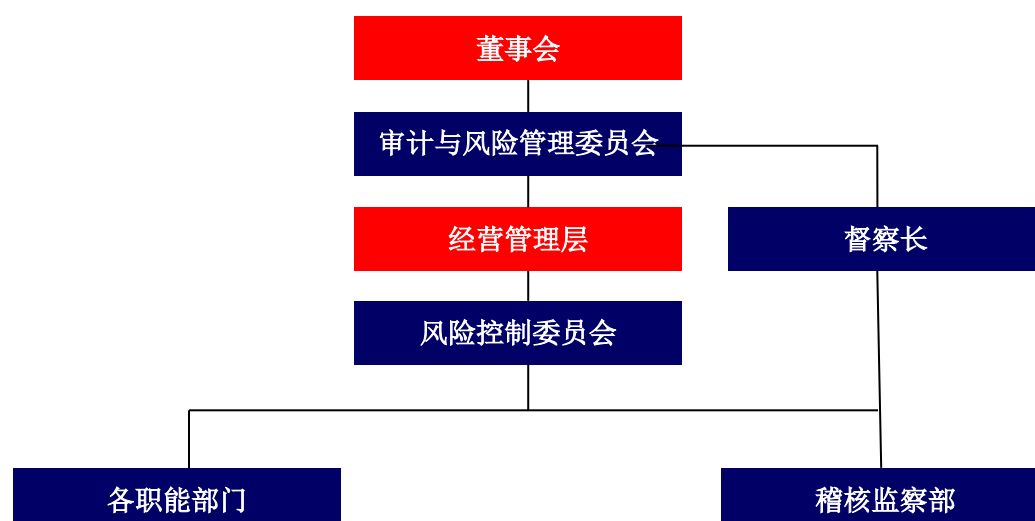 董事会
审计与风险管理委员会
经营管理层
督察长
风险控制委员会
各职能部门
稽核监察部